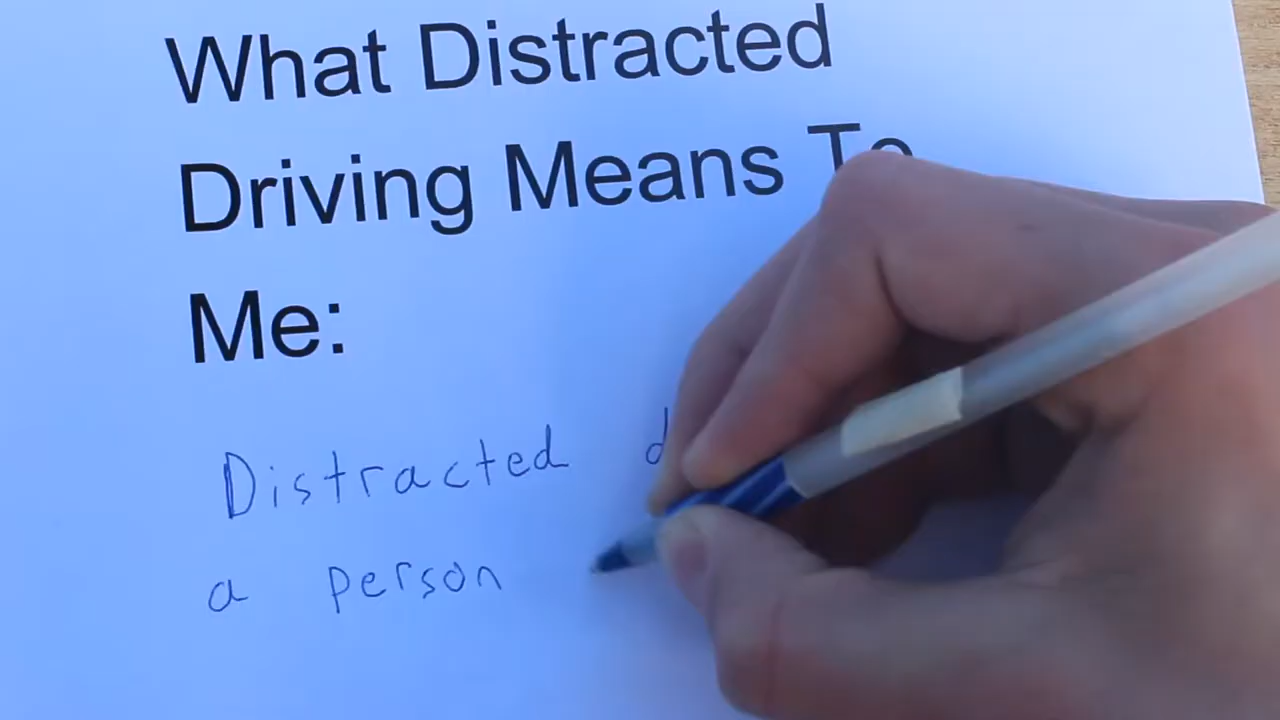 What Distracted
Driving Means To
Me:
Distracted
a person